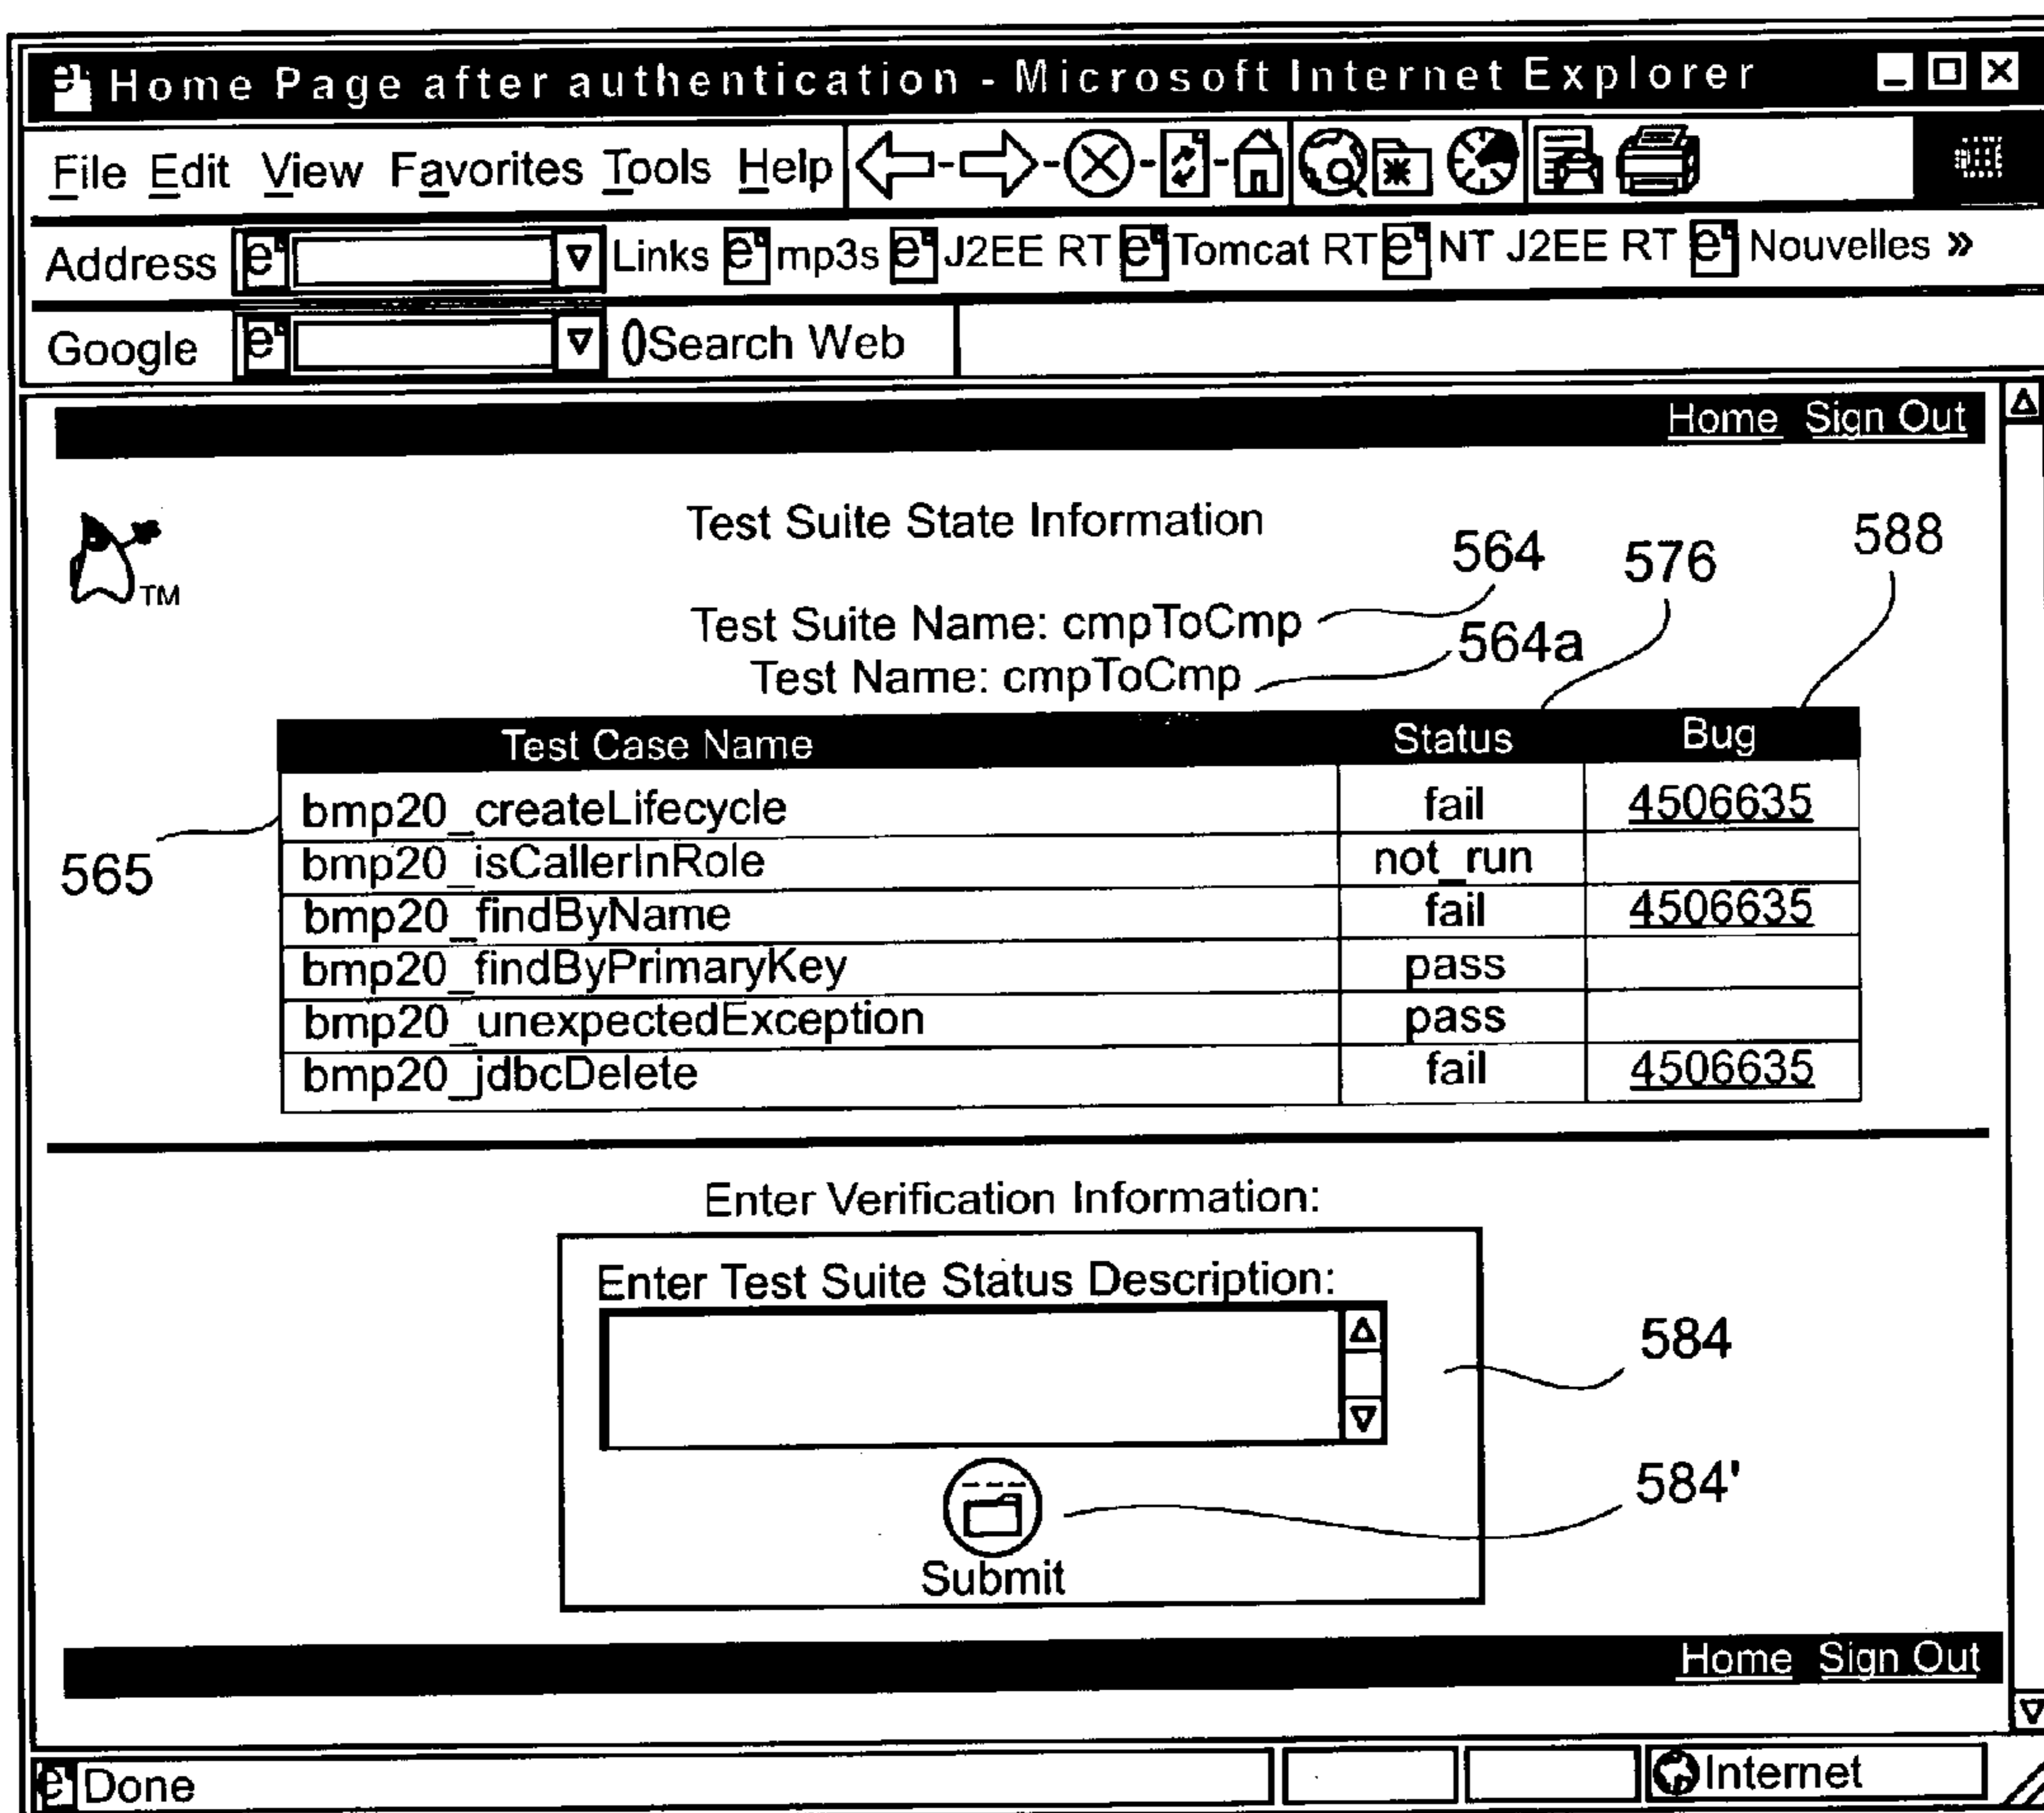 Home Page after authentication - Microsoft Internet Explorer
File Edit View Favorites Tools Help
Address Links mp3s J2EE RT Tomcat RT NT J2EE RT Nouvelles »
Google Search Web
Home Sign Out
TM
Test Suite State Information
564 576 588
Test Suite Name: cmpToCmp
564a
Test Name: cmpToCmp
Test Case Name Status Bug
bmp20_createLifecycle fail 4506635
565
bmp20_isCallerInRole not_run
bmp20_findByName fail 4506635
bmp20_findByPrimaryKey pass
bmp20_unexpectedException pass
bmp20_jdbcDelete fail 4506635
Enter Verification Information:
Enter Test Suite Status Description:
584
584'
Submit
Home Sign Out
Done Internet